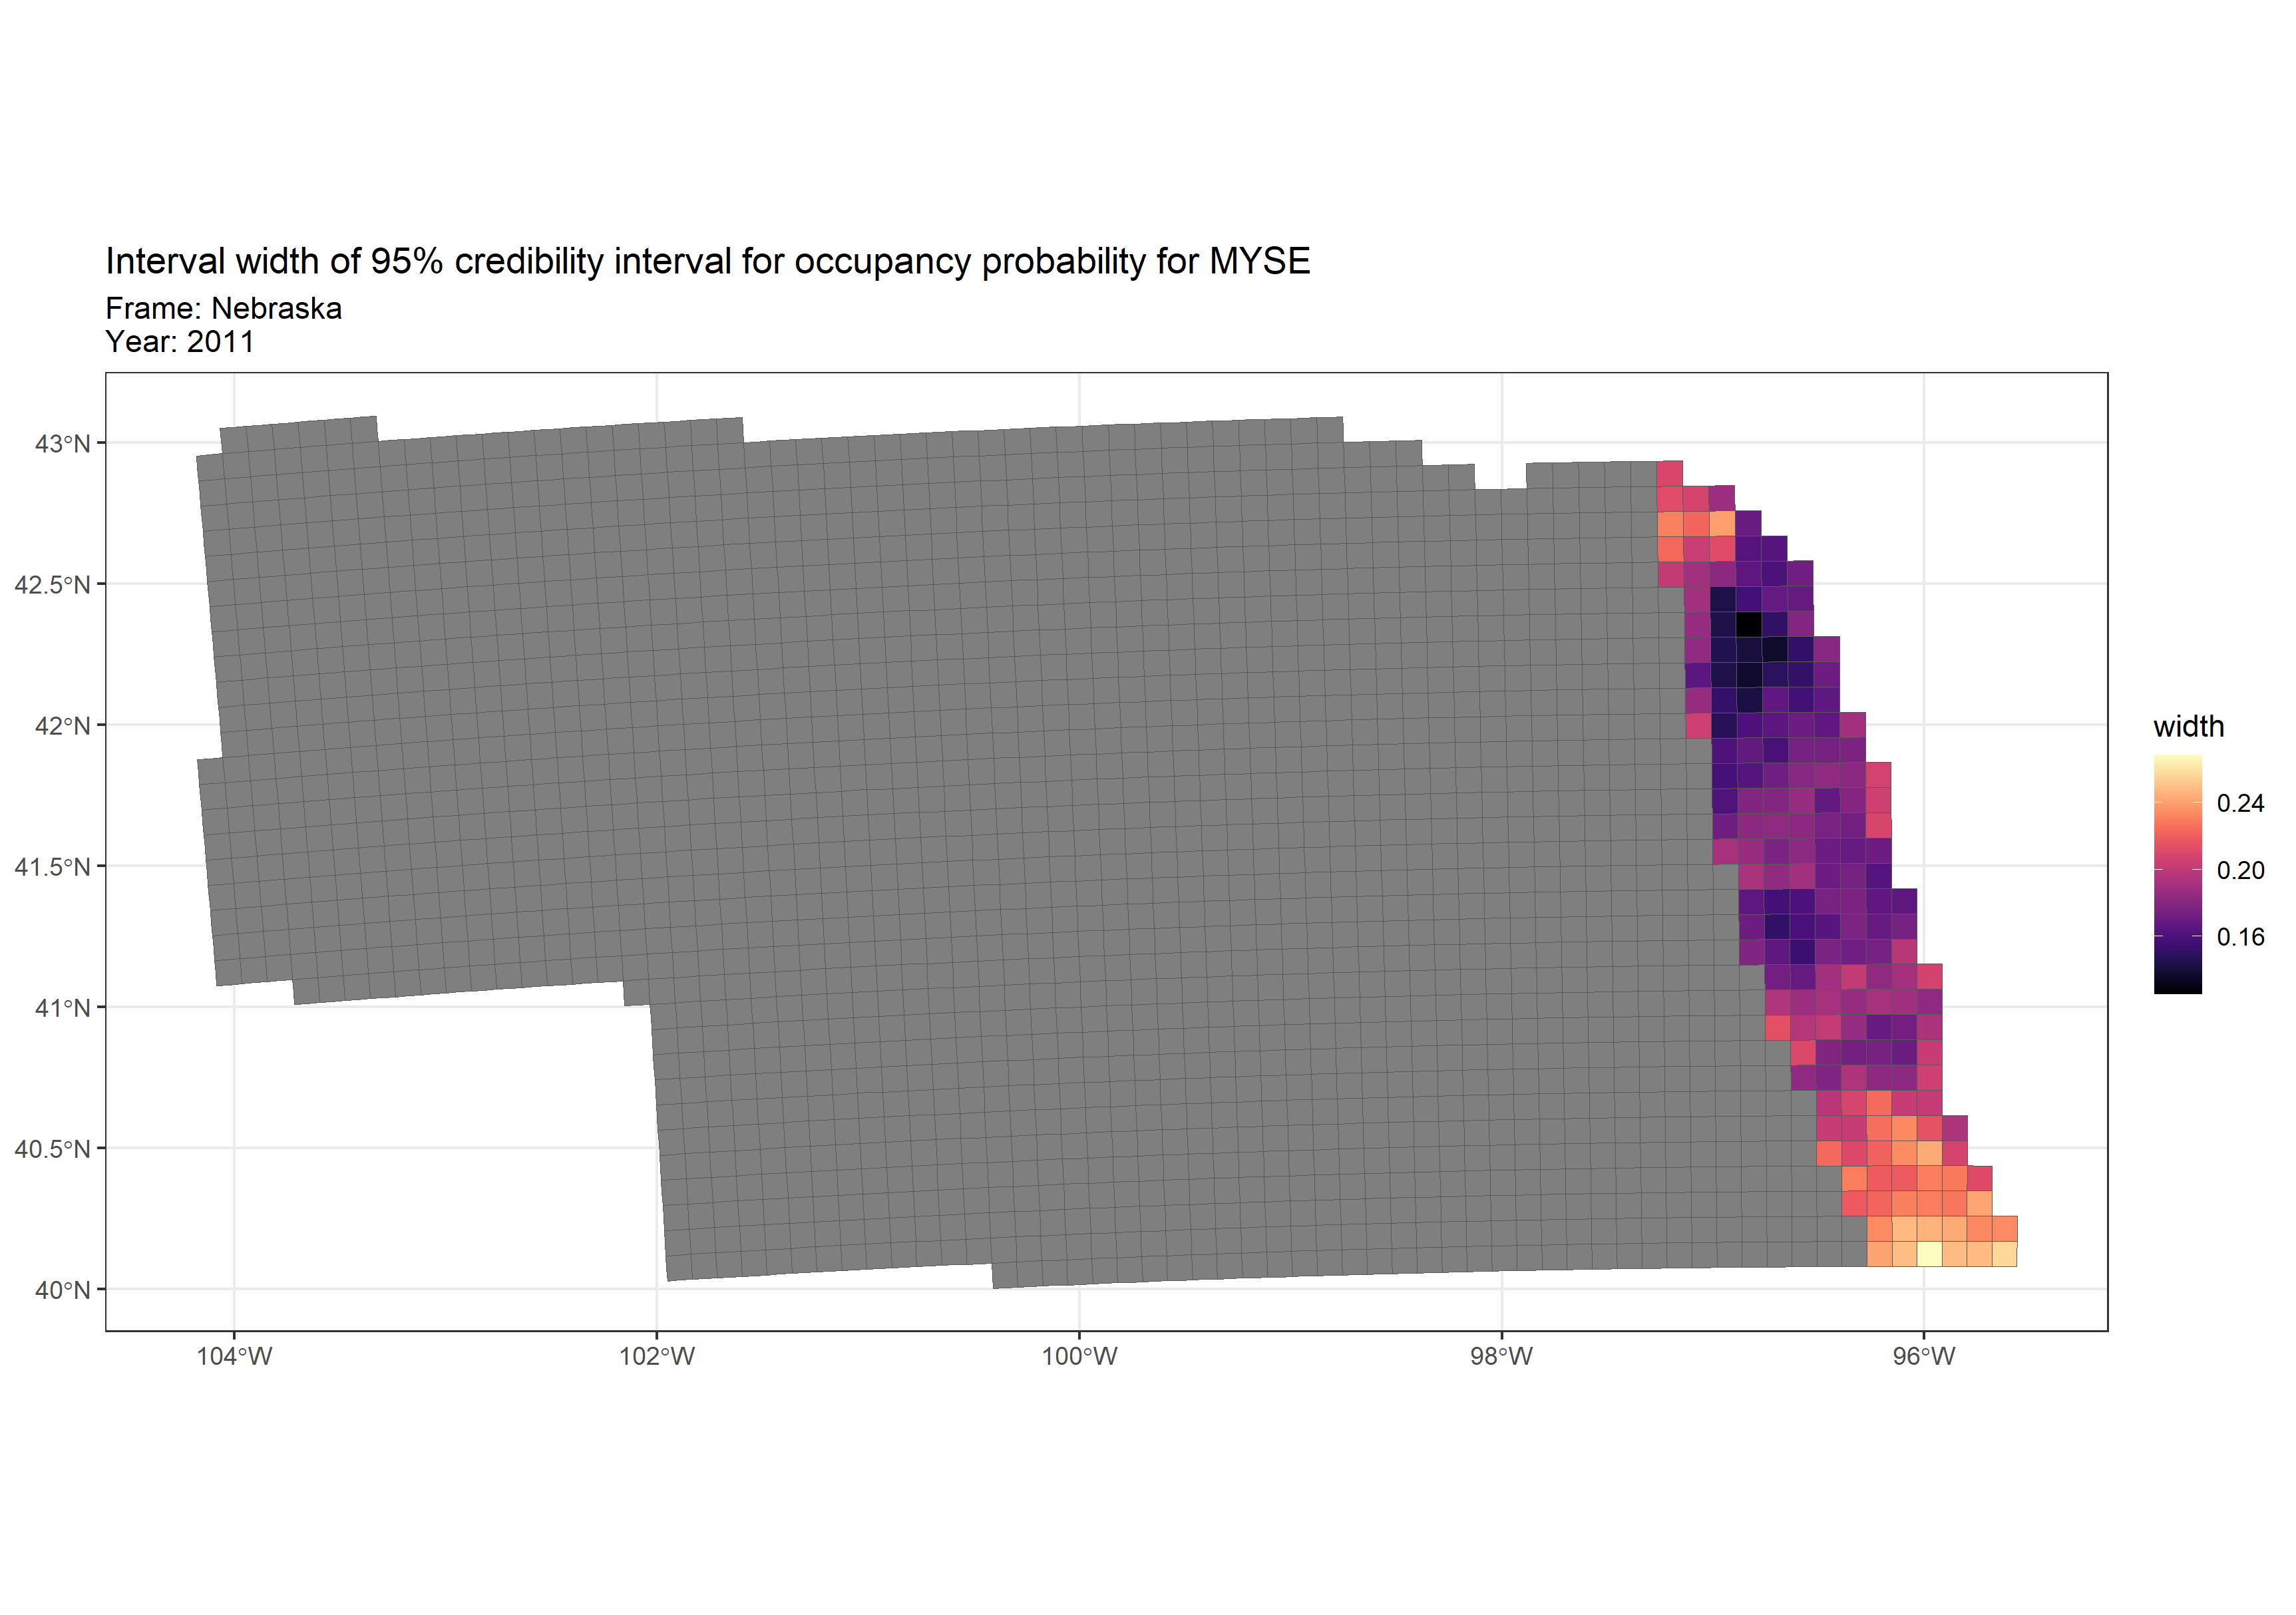 Interval width of 95% credibility interval for occupancy probability for MYSE
Frame: Nebraska
Year: 2011
43°N
42.5°N
42°N
41.5°N
41°N
40.5°N
40°N
104°W
102°W
100°W
98°W
96°W
width
0.24
0.20
0.16